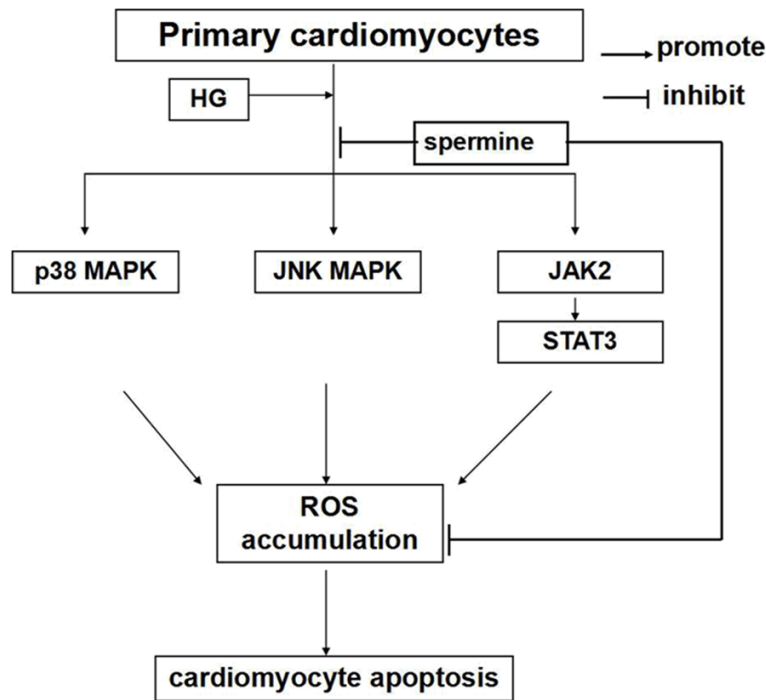 Primary cardiomyocytes
promote
HG
inhibit
spermine
p38 MAPK
JNK MAPK
JAK2
STAT3
ROS
accumulation
cardiomyocyte apoptosis